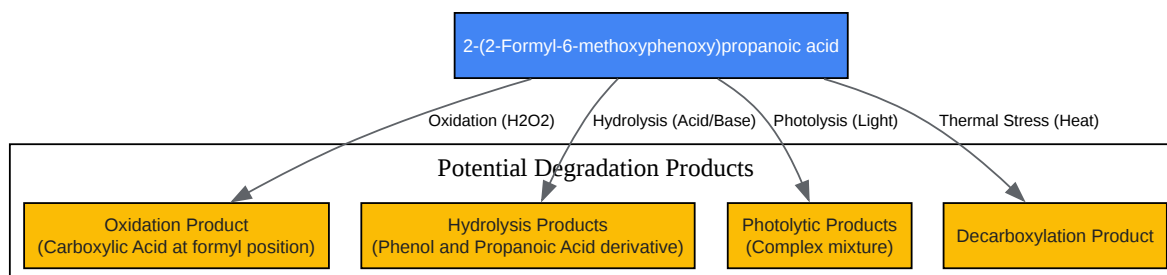 2-(2-Formyl-6-methoxyphenoxy)propanoic acid
Oxidation (H2O2)
Hydrolysis (Acid/Base)
Photolysis (Light)
Thermal Stress (Heat)
Potential Degradation Products
Oxidation Product
(Carboxylic Acid at formyl position)
Hydrolysis Products
(Phenol and Propanoic Acid derivative)
Photolytic Products
(Complex mixture)
Decarboxylation Product